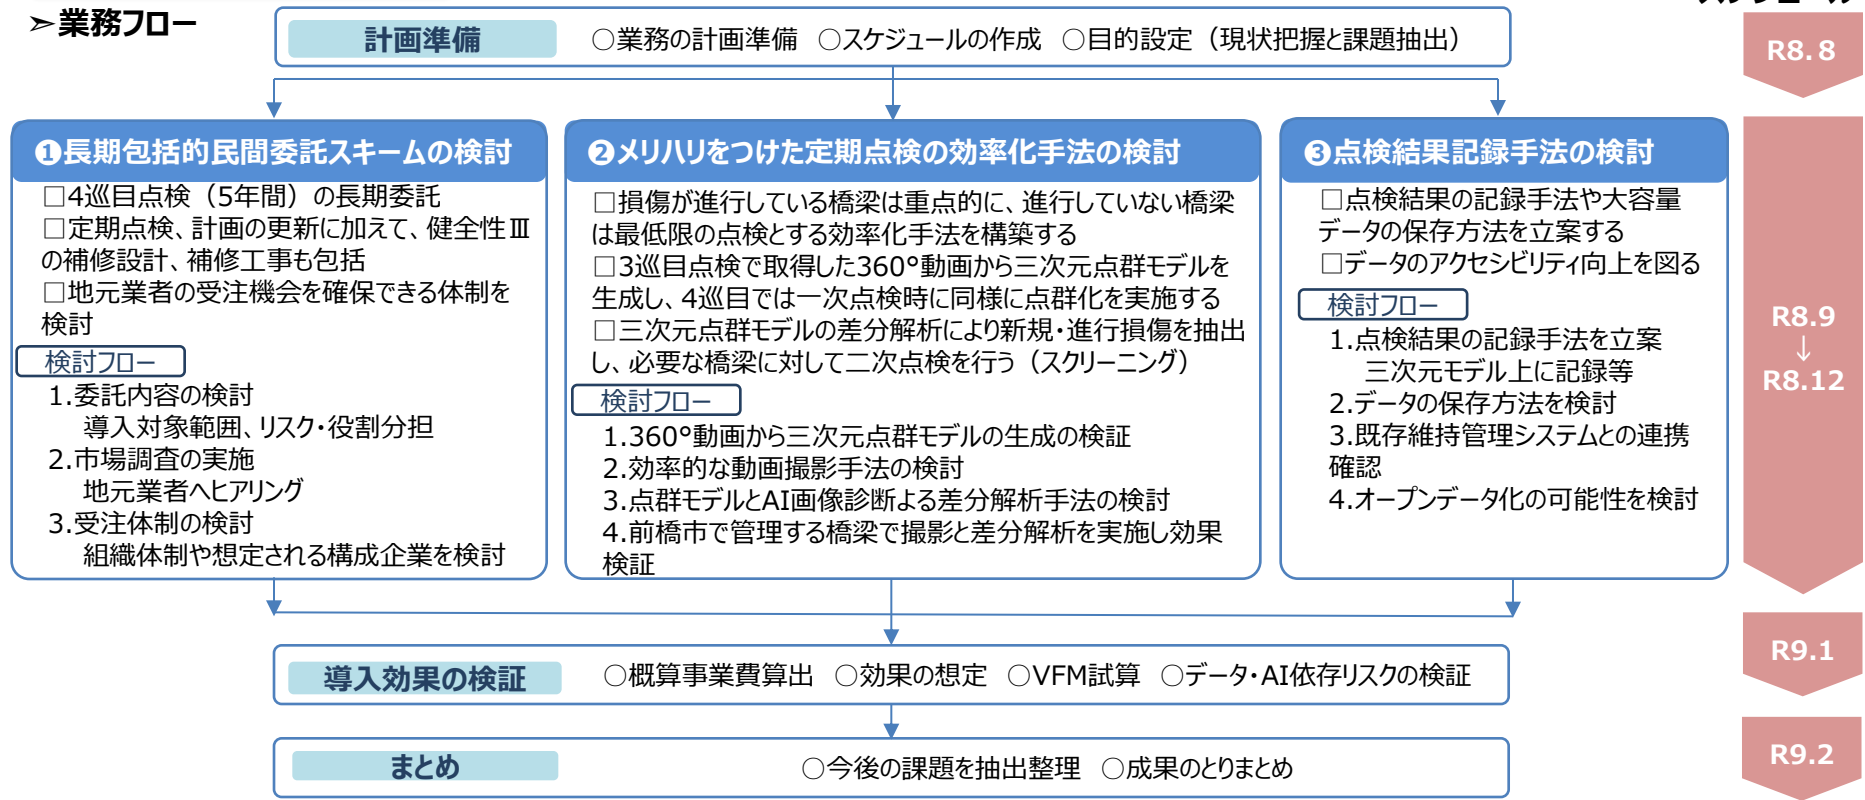 ➢業務フロー
計画準備
○業務の計画準備 ○スケジュールの作成 ○目的設定（現状把握と課題抽出）
R8.8
❶長期包括的民間委託スキームの検討
□4巡目点検（5年間）の長期委託
□定期点検、計画の更新に加えて、健全性Ⅲ
の補修設計、補修工事も包括
□地元業者の受注機会を確保できる体制を
検討
検討フロー
1.委託内容の検討
導入対象範囲、リスク・役割分担
2.市場調査の実施
地元業者へヒアリング
3.受注体制の検討
組織体制や想定される構成企業を検討
❷メリハリをつけた定期点検の効率化手法の検討
□損傷が進行している橋梁は重点的に、進行していない橋梁
は最低限の点検とする効率化手法を構築する
□3巡目点検で取得した360°動画から三次元点群モデルを
生成し、4巡目では一次点検時に同様に点群化を実施する
□三次元点群モデルの差分解析により新規・進行損傷を抽出
し、必要な橋梁に対して二次点検を行う（スクリーニング）
検討フロー
1.360°動画から三次元点群モデルの生成の検証
2.効率的な動画撮影手法の検討
3.点群モデルとAI画像診断よる差分解析手法の検討
4.前橋市で管理する橋梁で撮影と差分解析を実施し効果
検証
❸点検結果記録手法の検討
□点検結果の記録手法や大容量
データの保存方法を立案する
□データのアクセシビリティ向上を図る
検討フロー
1.点検結果の記録手法を立案
三次元モデル上に記録等
2.データの保存方法を検討
3.既存維持管理システムとの連携
確認
4.オープンデータ化の可能性を検討
R8.9
↓
R8.12
導入効果の検証
○概算事業費算出 ○効果の想定 ○VFM試算 ○データ・AI依存リスクの検証
R9.1
まとめ
○今後の課題を抽出整理 ○成果のとりまとめ
R9.2